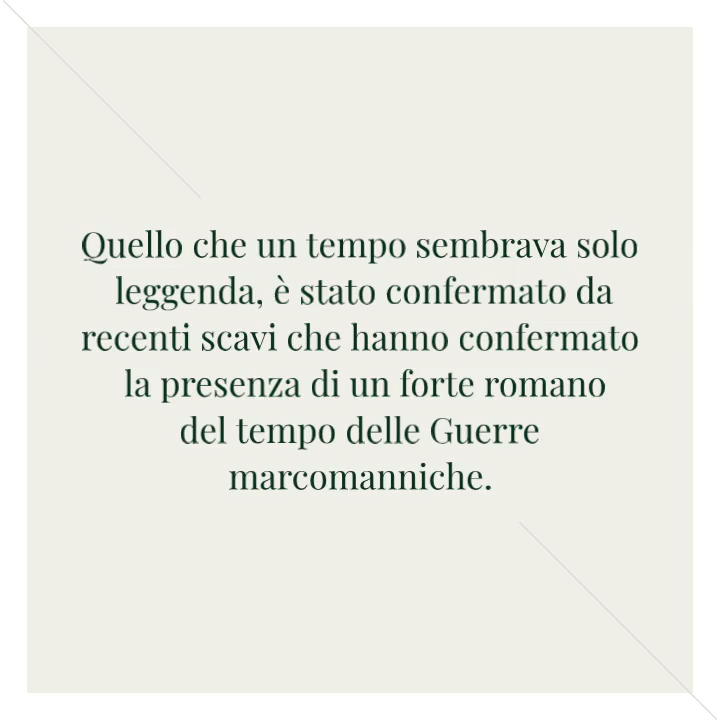 Quello che un tempo sembrava solo
leggenda, è stato confermato da
recenti scavi che hanno confermato
la presenza di un forte romano
del tempo delle Guerre
marcomanniche.